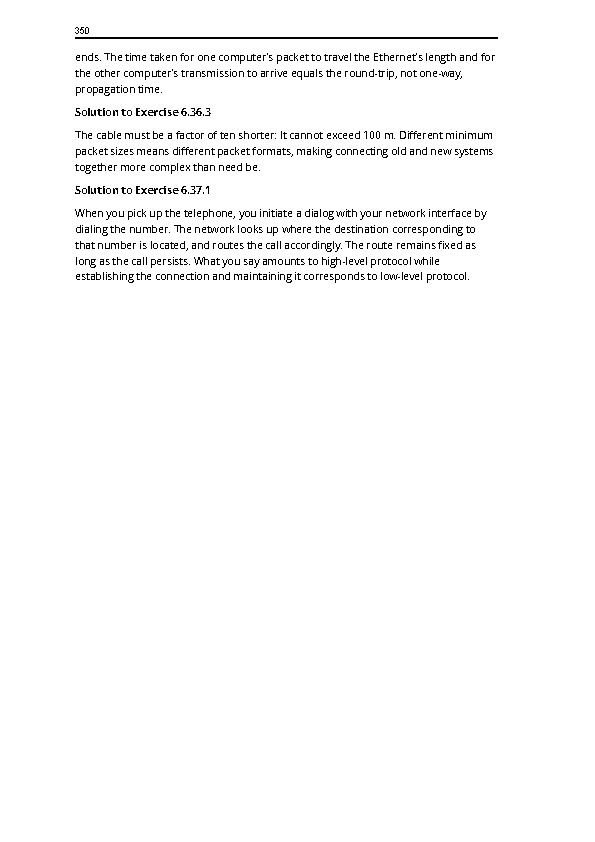 350
ends. The time taken for one computer's packet to travel the Ethernet's length and for
the other computer's transmission to arrive equals the round-trip, not one-way,
propagation time.
Solution to Exercise 6.36.3
The cable must be a factor of ten shorter: It cannot exceed 100 m. Different minimum
packet sizes means different packet formats, making connecting old and new systems
together more complex than need be.
Solution to Exercise 6.37.1
When you pick up the telephone, you initiate a dialog with your network interface by
dialing the number. The network looks up where the destination corresponding to
that number is located, and routes the call accordingly. The route remains fixed as
long as the call persists. What you say amounts to high-level protocol while
establishing the connection and maintaining it corresponds to low-level protocol.